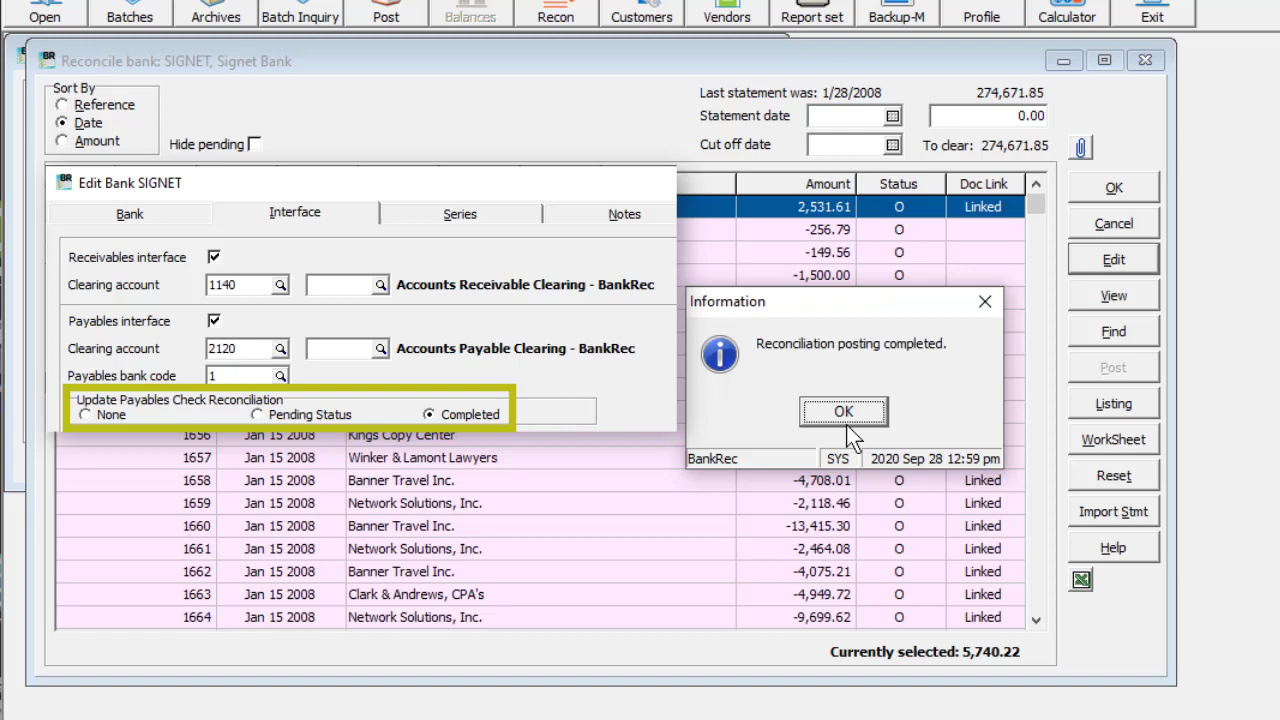 Open Batches Archives Batch Inquiry Post Balances Recon Customers Vendors Report set Backup-M Profile Calculator Exit
BR Reconcile bank: SIGNET, Signet Bank
Sort By
Reference
Date
Amount
Hide pending
Last statement was: 1/28/2008 274,671.85
Statement date 0.00
Cut off date To clear: 274,671.85
Amount Status Doc Link
2,531.61 O Linked
-256.79 O
-149.56 O
-1,500.00 O
BR Edit Bank SIGNET
Bank Interface Series Notes
Receivables interface
Clearing account 1140 Accounts Receivable Clearing - BankRec
Payables interface
Clearing account 2120 Accounts Payable Clearing - BankRec
Payables bank code 1
Update Payables Check Reconciliation
None Pending Status Completed
Information
Reconciliation posting completed.
OK
BankRec SYS 2020 Sep 28 12:59 pm
1656 Jan 15 2008 Kings Copy Center
1657 Jan 15 2008 Winker & Lamont Lawyers
1658 Jan 15 2008 Banner Travel Inc. -4,708.01 O Linked
1659 Jan 15 2008 Network Solutions, Inc. -2,118.46 O Linked
1660 Jan 15 2008 Banner Travel Inc. -13,415.30 O Linked
1661 Jan 15 2008 Network Solutions, Inc. -2,464.08 O Linked
1662 Jan 15 2008 Banner Travel Inc. -4,075.21 O Linked
1663 Jan 15 2008 Clark & Andrews, CPA's -4,949.72 O Linked
1664 Jan 15 2008 Network Solutions, Inc. -9,699.62 O Linked
Currently selected: 5,740.22
OK
Cancel
Edit
View
Find
Post
Listing
WorkSheet
Reset
Import Stmt
Help